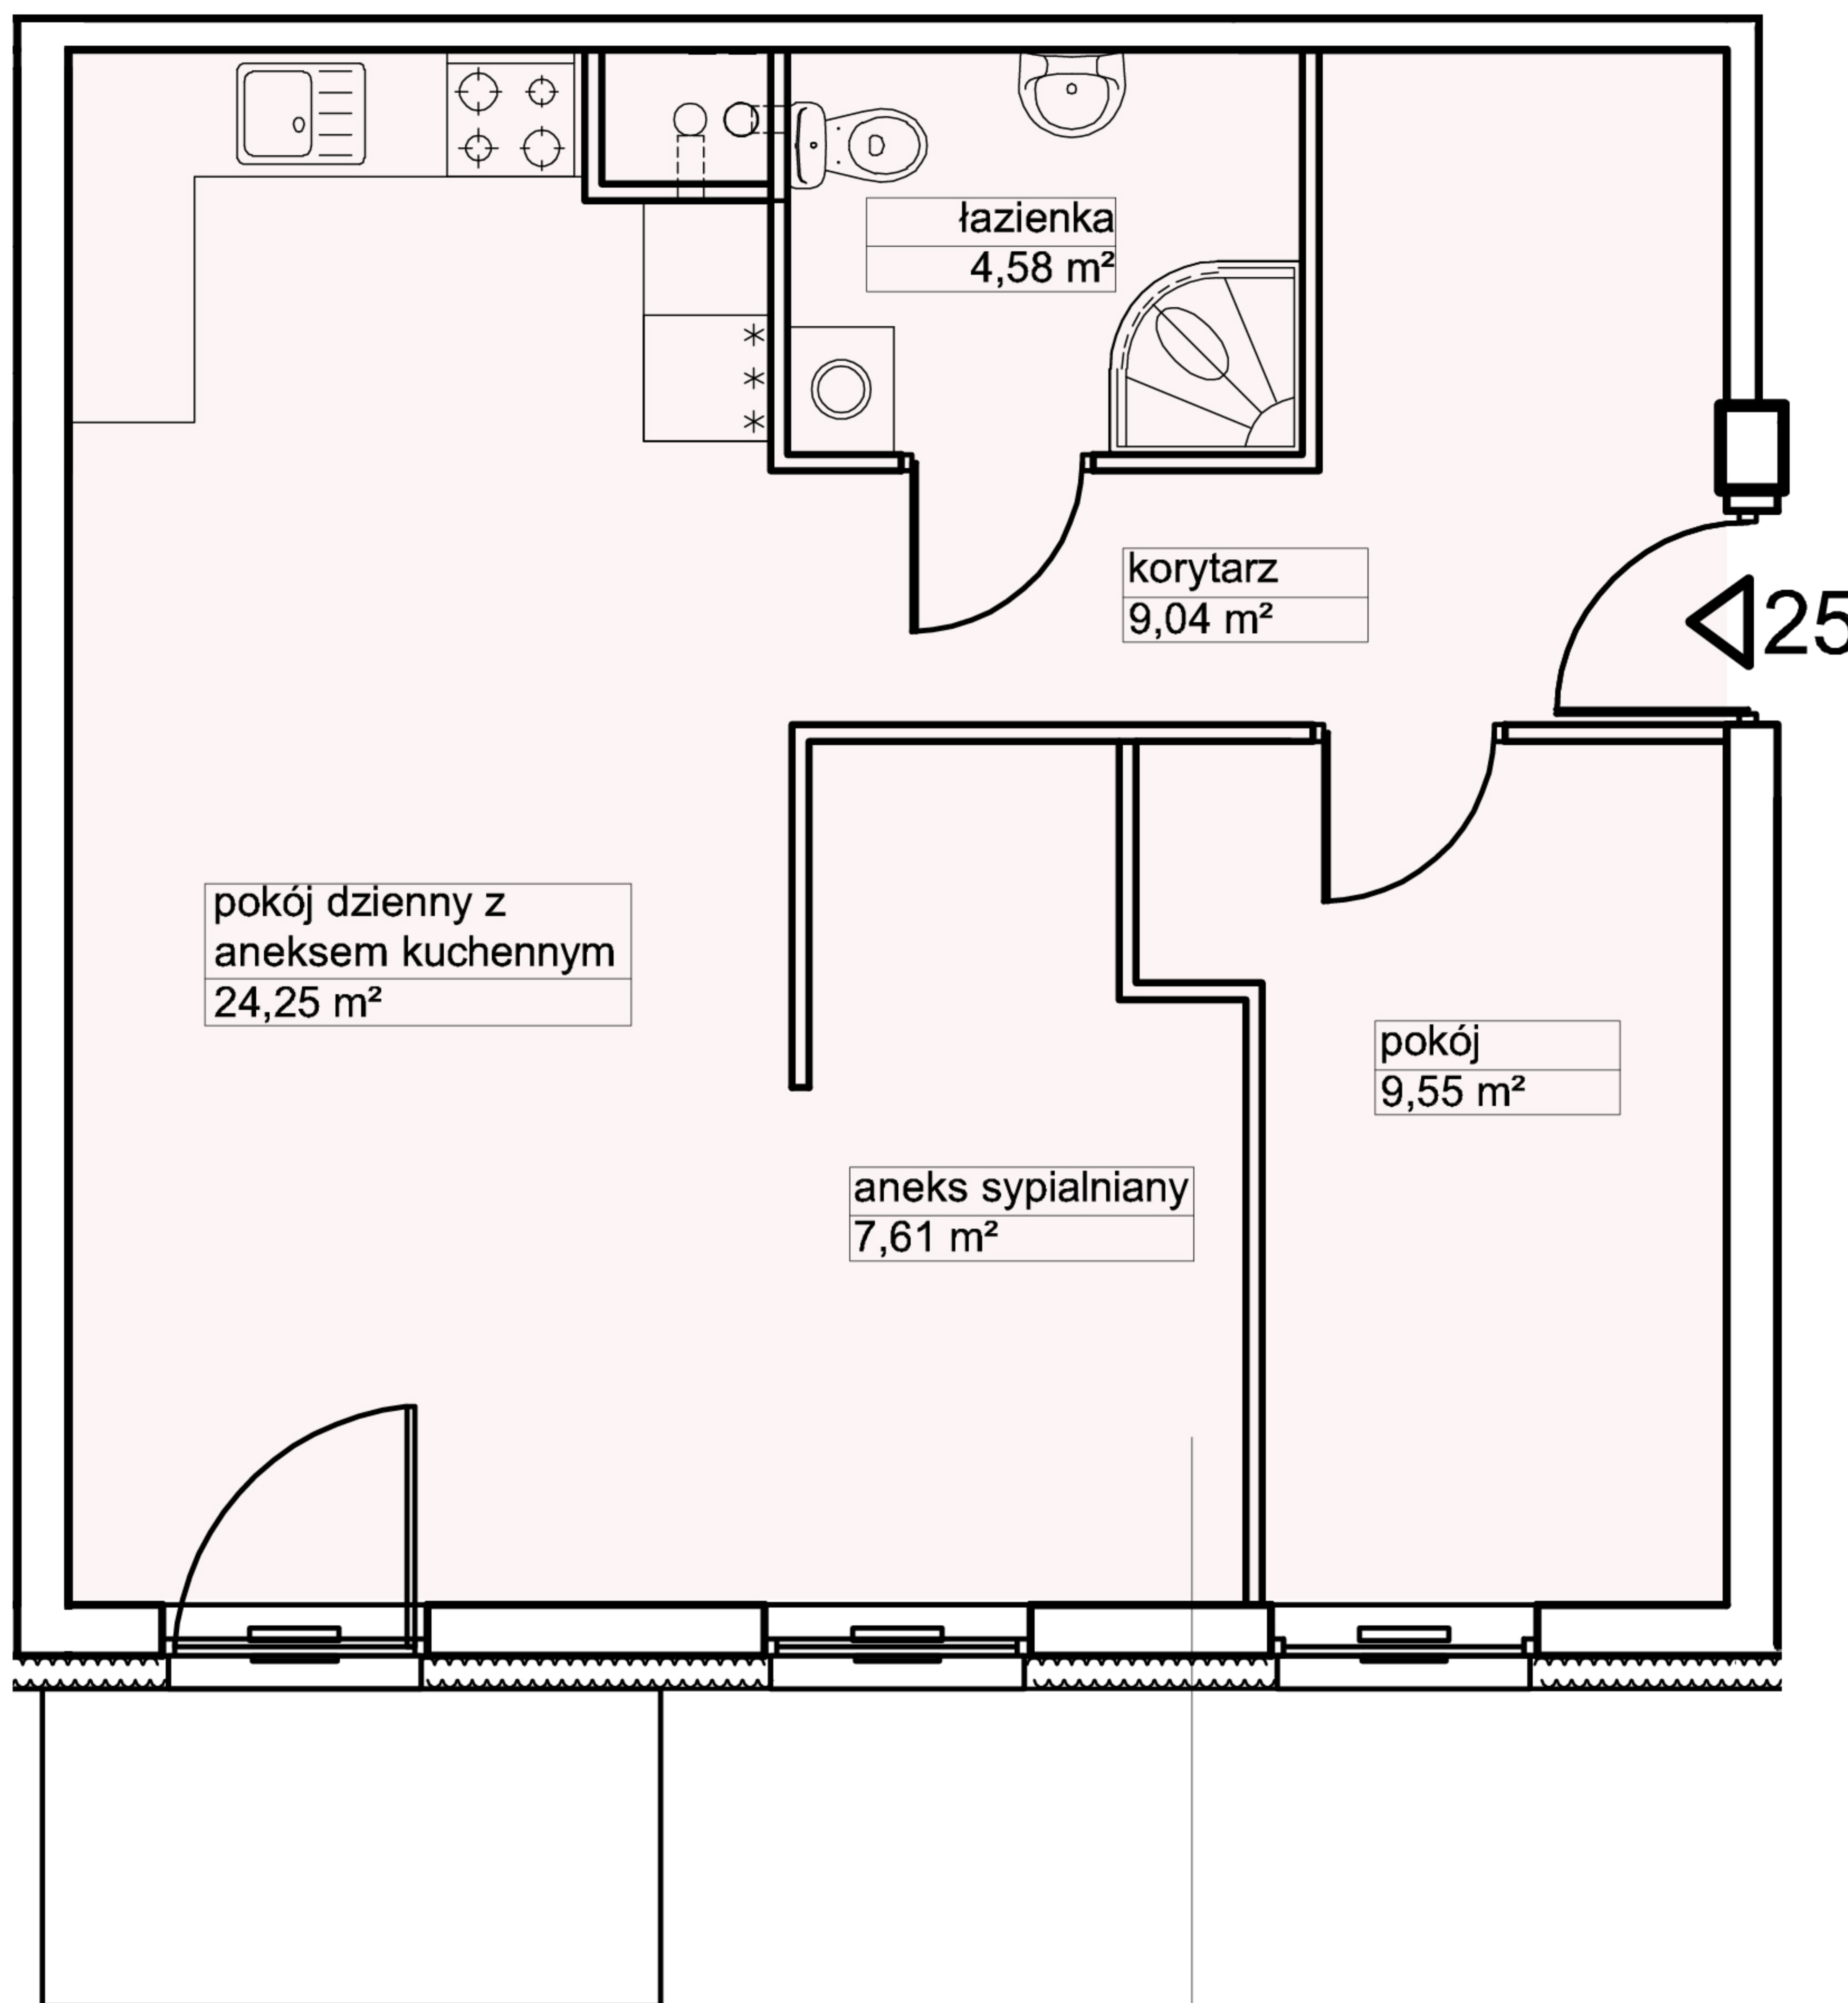 łazienka
4,58 m²
korytarz
9,04 m²
25
pokój dzienny z
aneksem kuchennym
24,25 m²
pokój
9,55 m²
aneks sypialniany
7,61 m²